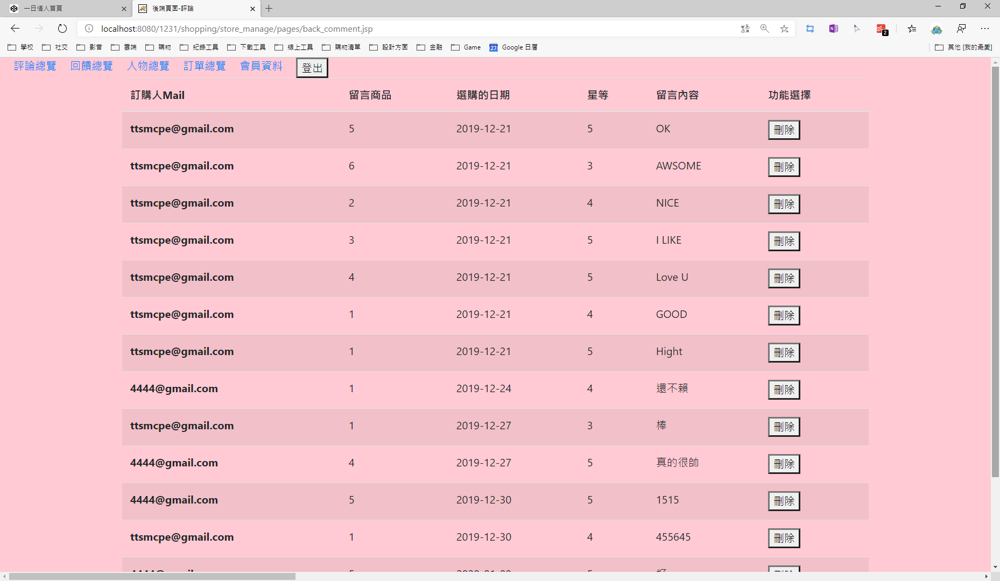 一日情人首頁
後端頁面-評論
localhost:8080/1231/shopping/store_manage/pages/back_comment.jsp
2
學校 社交 影音 雲端 購物 紀錄工具 下載工具 線上工具 購物清單 設計方面 金融 Game 27 Google 日曆 其他 [我的最愛]
評論總覽 回饋總覽 人物總覽 訂單總覽 會員資料 登出
訂購人Mail 留言商品 選購的日期 星等 留言內容 功能選擇
ttsmcpe@gmail.com 5 2019-12-21 5 OK 刪除
ttsmcpe@gmail.com 6 2019-12-21 3 AWSOME 刪除
ttsmcpe@gmail.com 2 2019-12-21 4 NICE 刪除
ttsmcpe@gmail.com 3 2019-12-21 5 I LIKE 刪除
ttsmcpe@gmail.com 4 2019-12-21 5 Love U 刪除
ttsmcpe@gmail.com 1 2019-12-21 4 GOOD 刪除
ttsmcpe@gmail.com 1 2019-12-21 5 Hight 刪除
4444@gmail.com 1 2019-12-24 4 還不賴 刪除
ttsmcpe@gmail.com 1 2019-12-27 3 棒 刪除
4444@gmail.com 4 2019-12-27 5 真的很帥 刪除
4444@gmail.com 5 2019-12-30 5 1515 刪除
ttsmcpe@gmail.com 1 2019-12-30 4 455645 刪除